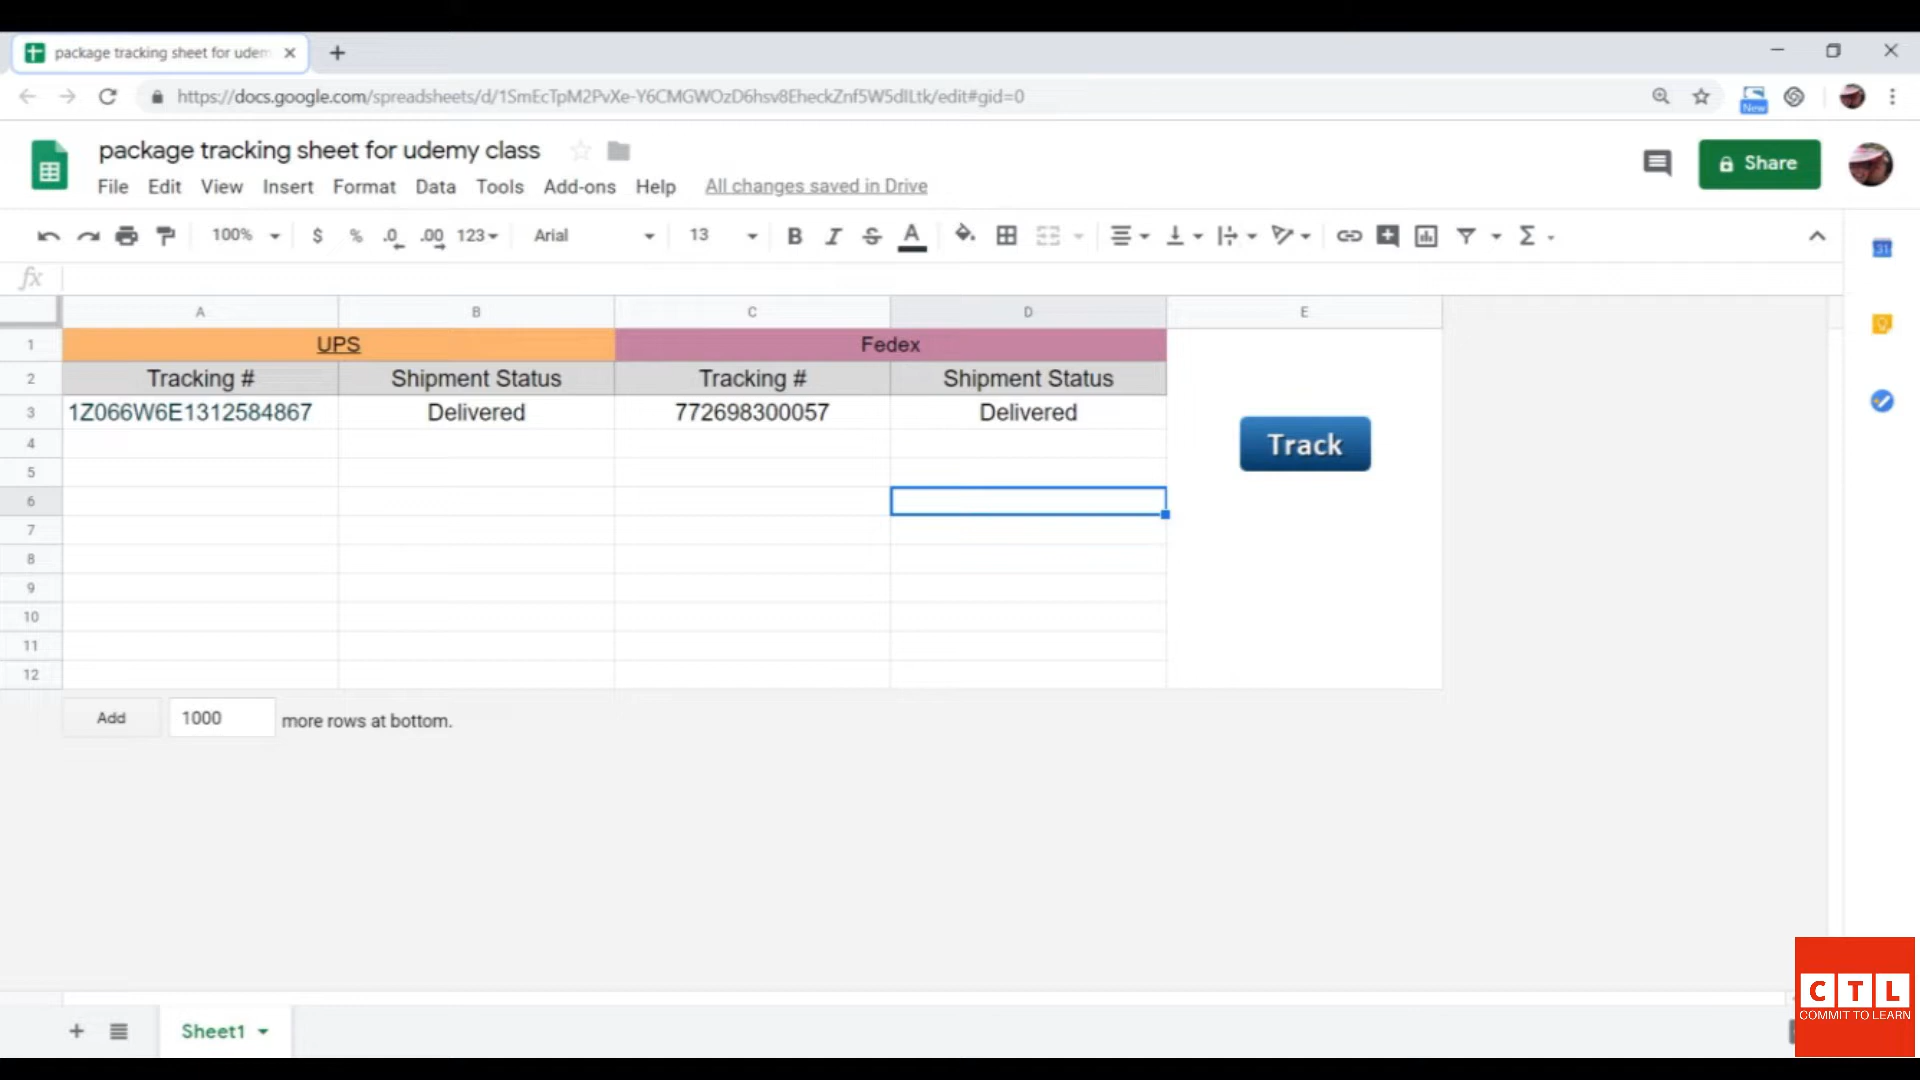 package tracking sheet for udem
https://docs.google.com/spreadsheets/d/1SmEcTpM2PvXe-Y6CMGWOzD6hsv8EheckZnf5W5dILtk/edit#gid=0
New
package tracking sheet for udemy class
File Edit View Insert Format Data Tools Add-ons Help All changes saved in Drive
Share
100% $ % .0 .00 123 Arial 13 B I S A Σ
31
fx
A B C D E
1 UPS Fedex
2 Tracking # Shipment Status Tracking # Shipment Status
3 1Z066W6E1312584867 Delivered 772698300057 Delivered
Track
4
5
6
7
8
9
10
11
12
Add 1000 more rows at bottom.
Sheet1
CTL
COMMIT TO LEARN